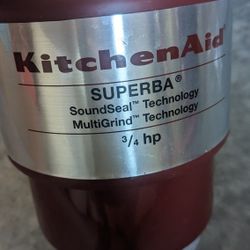 KitchenAid®
SUPERBA®
SoundSeal™ Technology
MultiGrind™ Technology
3/4 hp